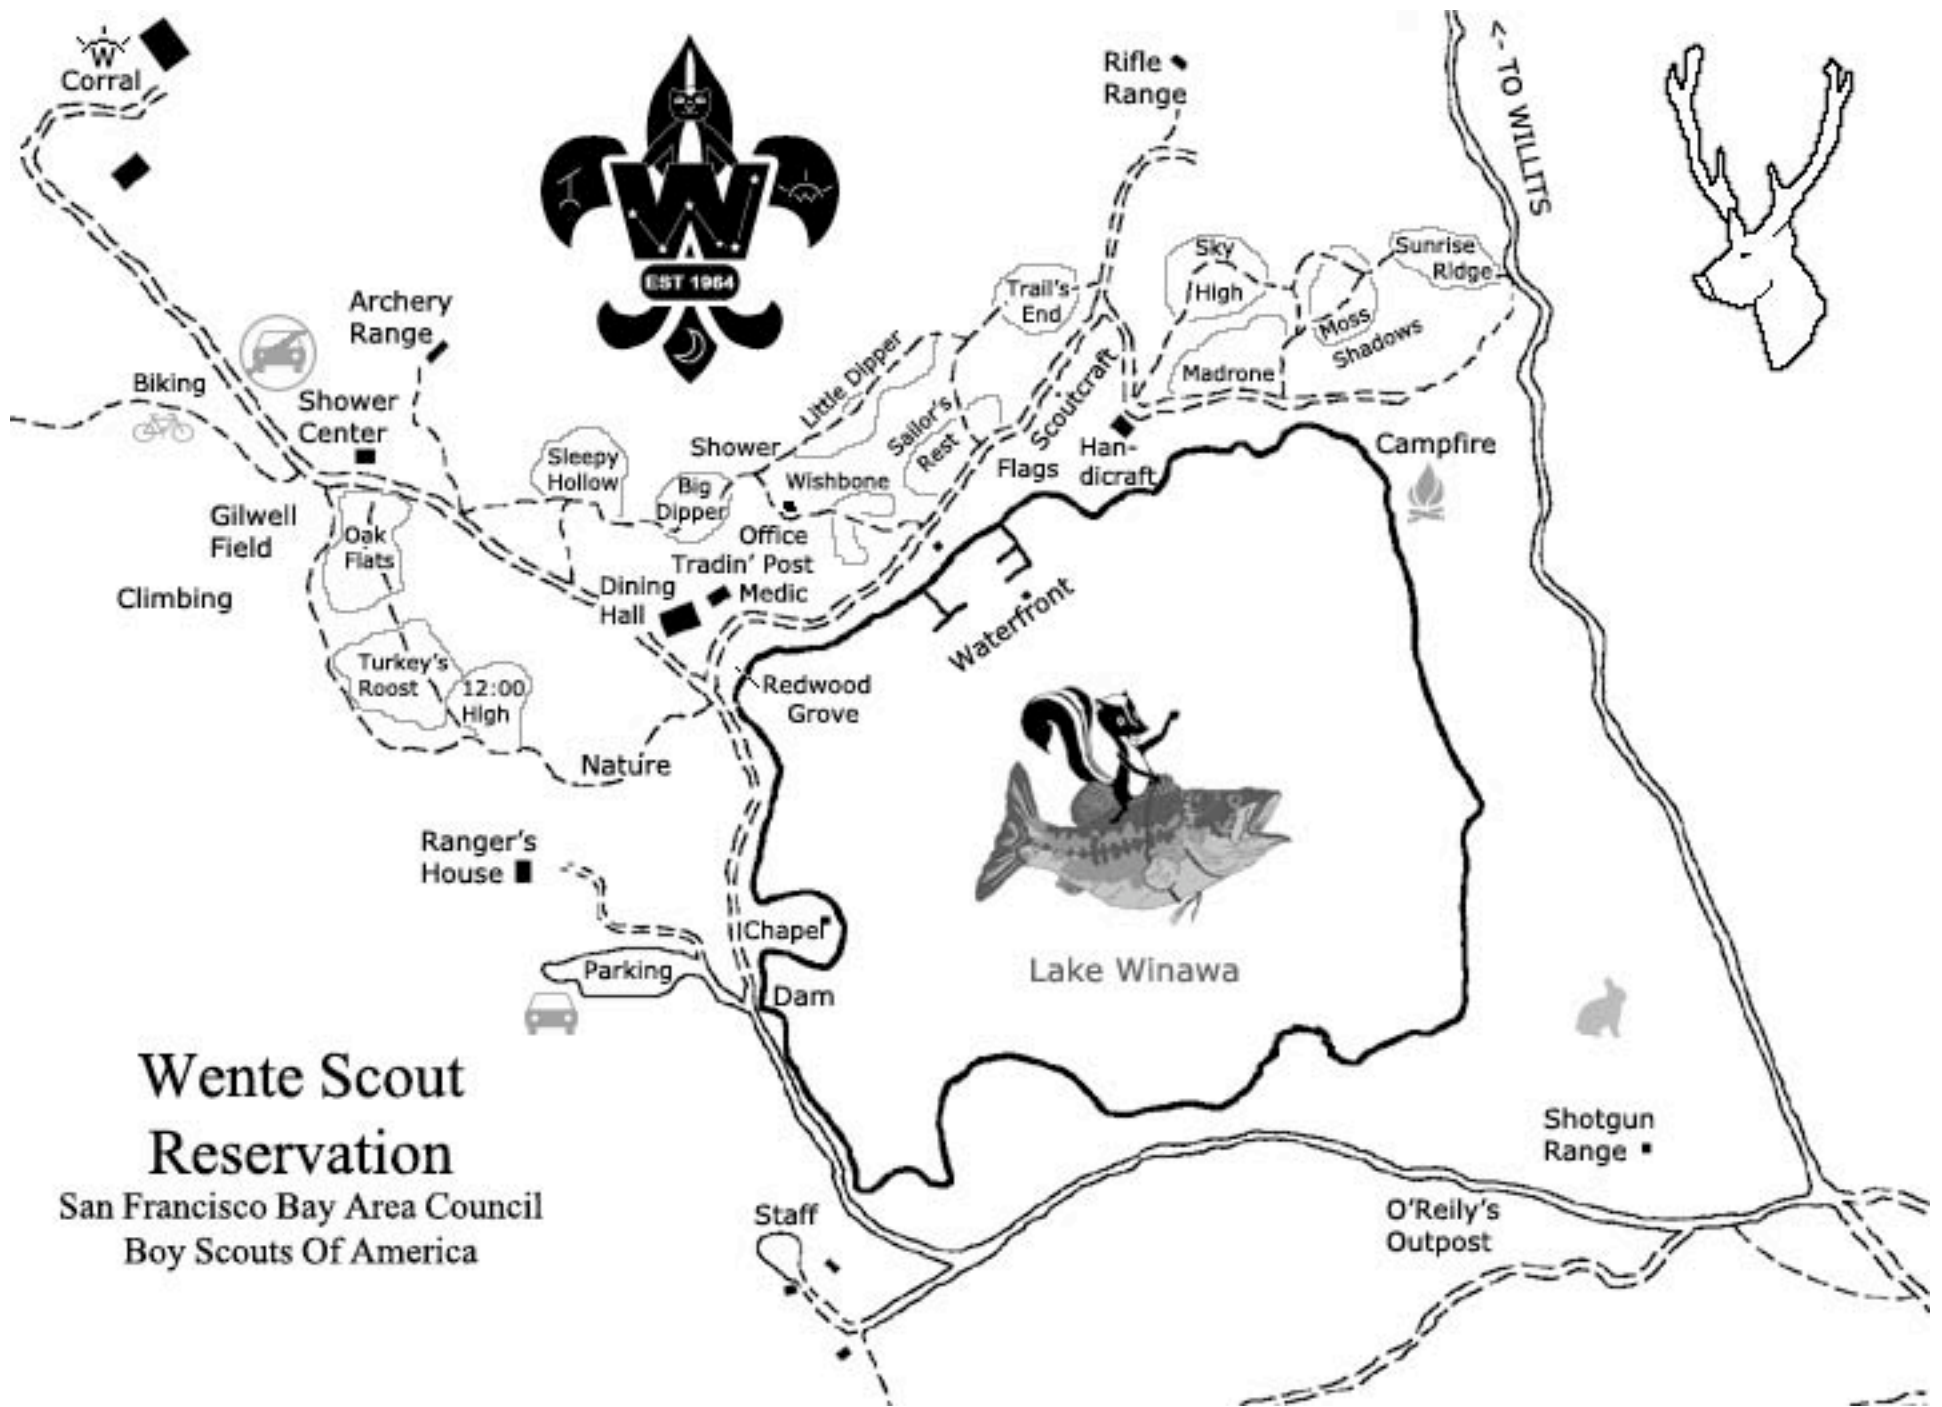 W
Corral
Rifle
Range
<- TO WILLITS
W
EST 1964
Archery
Range
Biking
Shower
Center
Sky
High
Sunrise
Ridge
Trail's
End
Moss
Shadows
Madrone
Little Dipper
Scoutcraft
Sailor's
Rest
Shower
Sleepy
Hollow
Big
Dipper
Wishbone
Flags
Han-
dicraft
Campfire
Gilwell
Field
Oak
Flats
Office
Tradin' Post
Medic
Climbing
Dining
Hall
Waterfront
Turkey's
Roost
12:00
High
Redwood
Grove
Nature
Ranger's
House
Chapel
Parking
Lake Winawa
Dam
Wente Scout
Reservation
San Francisco Bay Area Council
Boy Scouts Of America
Shotgun
Range
Staff
O'Reily's
Outpost